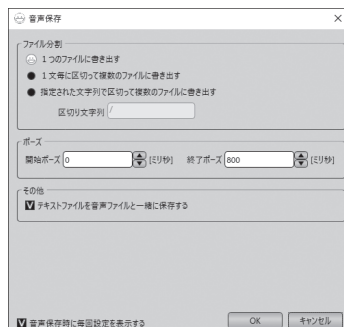 音声保存
ファイル分割
1つのファイルに書き出す
1文毎に区切って複数のファイルに書き出す
指定された文字列で区切って複数のファイルに書き出す
区切り文字列 /
ポーズ
開始ポーズ 0 [ミリ秒] 終了ポーズ 800 [ミリ秒]
その他
テキストファイルを音声ファイルと一緒に保存する
音声保存時に毎回設定を表示する
OK キャンセル